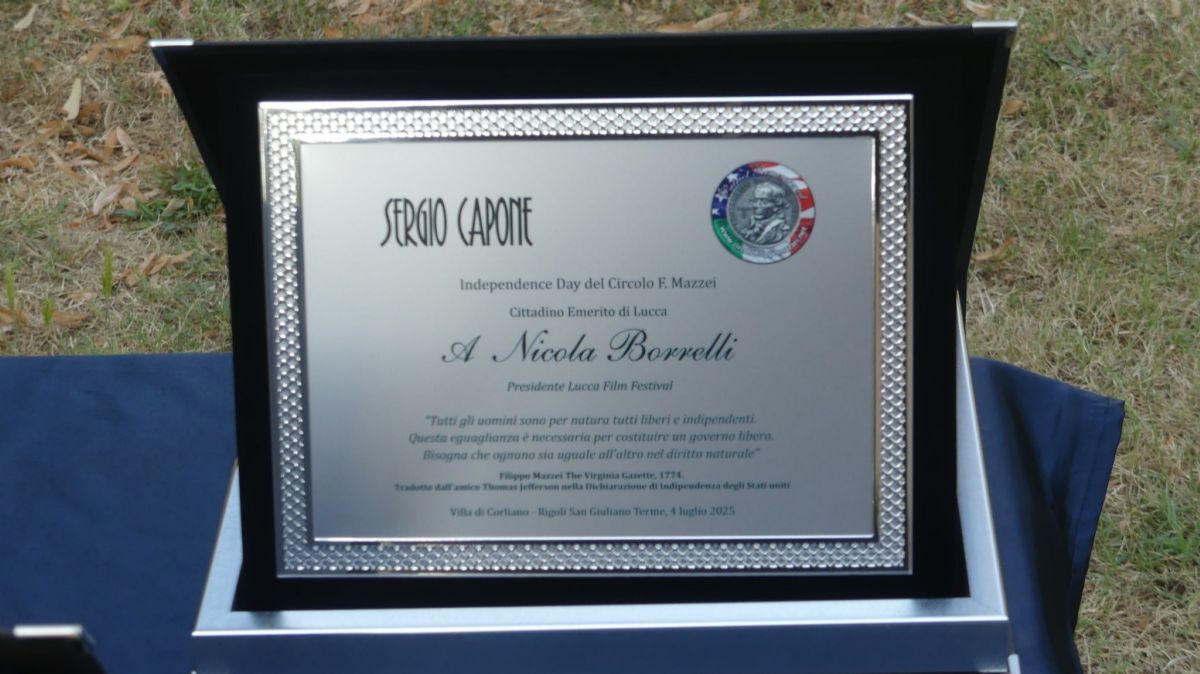 SERGIO CAPONE
Independence Day del Circolo F. Mazzei
Cittadino Emerito di Lucca
A Nicola Borrelli
Presidente Lucca Film Festival
“Tutti gli uomini sono per natura tutti liberi e indipendenti.
Questa eguaglianza è necessaria per costituire un governo libero.
Bisogna che ognuno sia uguale all'altro nel diritto naturale”
Filippo Mazzei The Virginia Gazette, 1774.
Tradotto dall'amico Thomas Jefferson nella Dichiarazione di Indipendenza degli Stati uniti
Villa di Corliano - Rigoli San Giuliano Terme, 4 luglio 2025